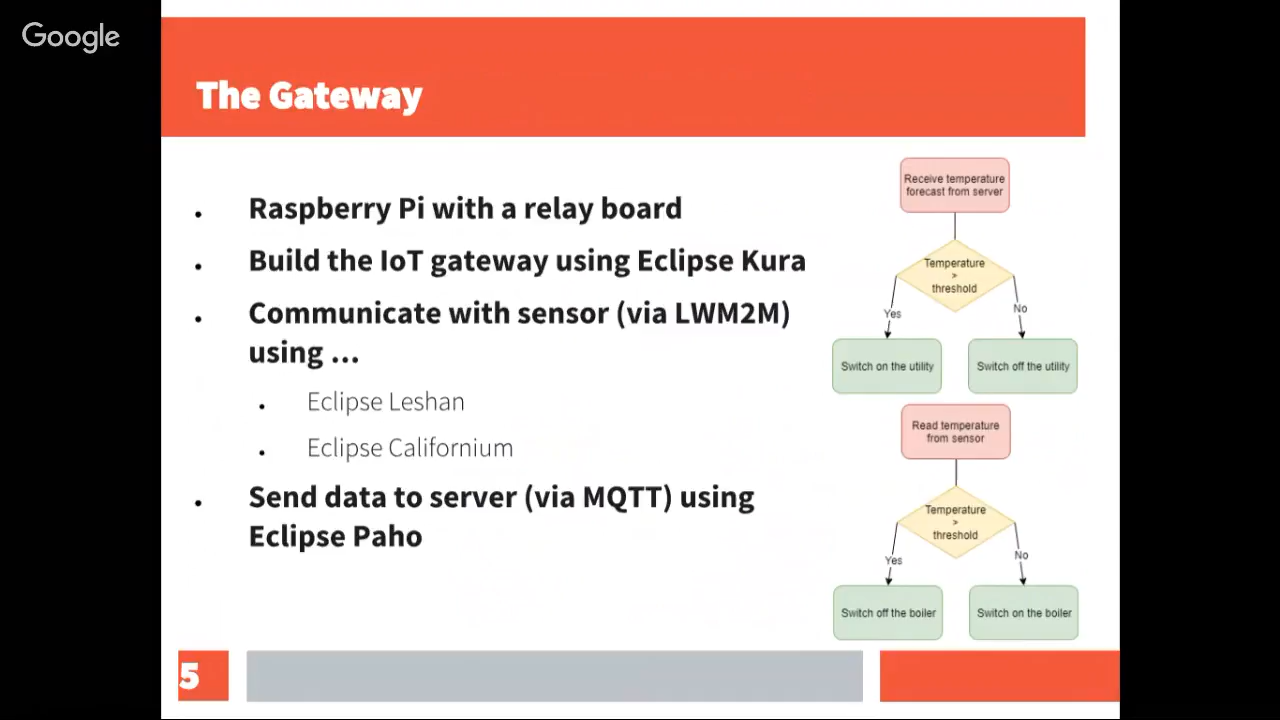 Google
The Gateway
Raspberry Pi with a relay board
Build the IoT gateway using Eclipse Kura
Communicate with sensor (via LWM2M)
using ...
Eclipse Leshan
Eclipse Californium
Send data to server (via MQTT) using
Eclipse Paho
Receive temperature
forecast from server
Temperature
>
threshold
Yes
No
Switch on the utility
Switch off the utility
Read temperature
from sensor
Temperature
>
threshold
Yes
No
Switch off the boiler
Switch on the boiler
5